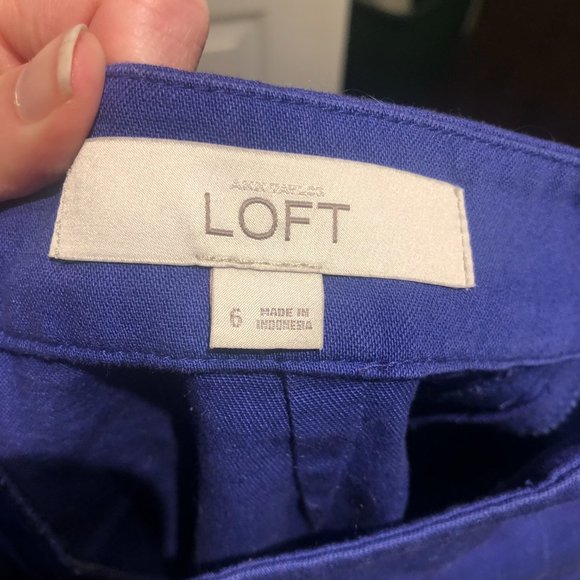 ANN TAYLOR
LOFT
6
MADE IN
INDONESIA